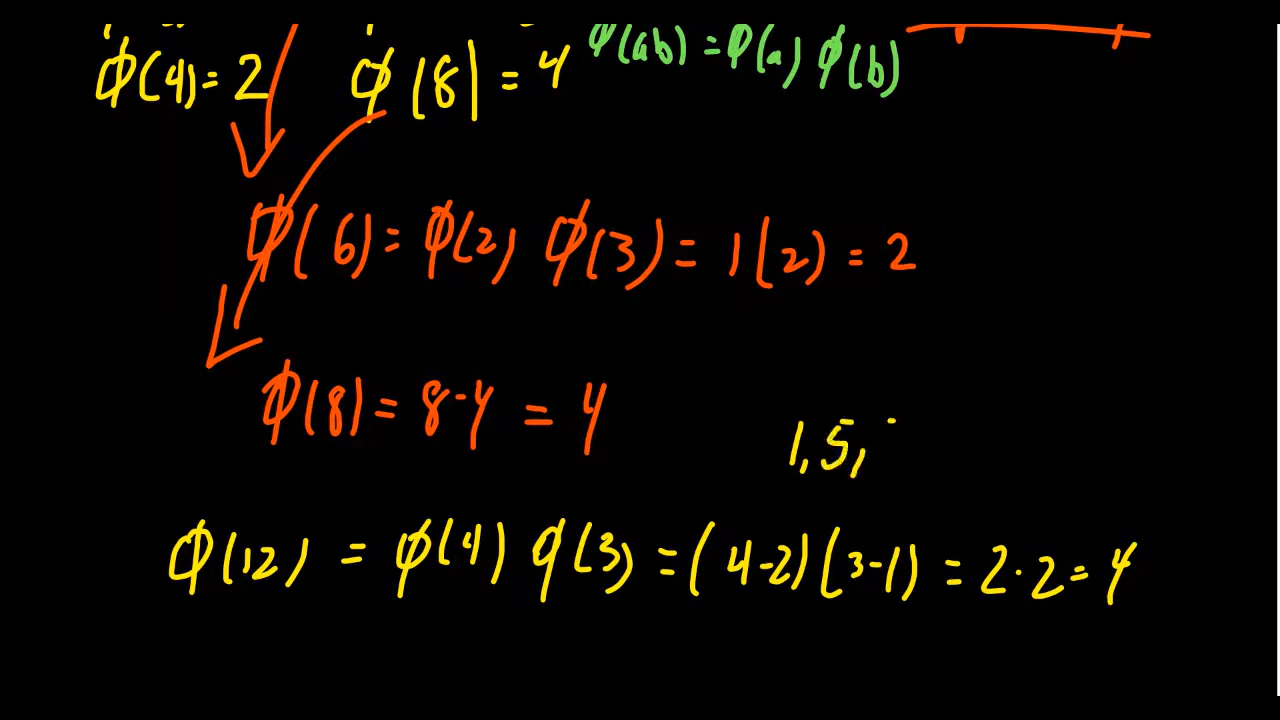 φ(4) = 2 φ(8) = 4 φ(ab) = φ(a) φ(b)
φ(6) = φ(2) φ(3) = 1(2) = 2
φ(8) = 8-4 = 4
1, 5,
φ(12) = φ(4) φ(3) = (4-2)(3-1) = 2·2 = 4